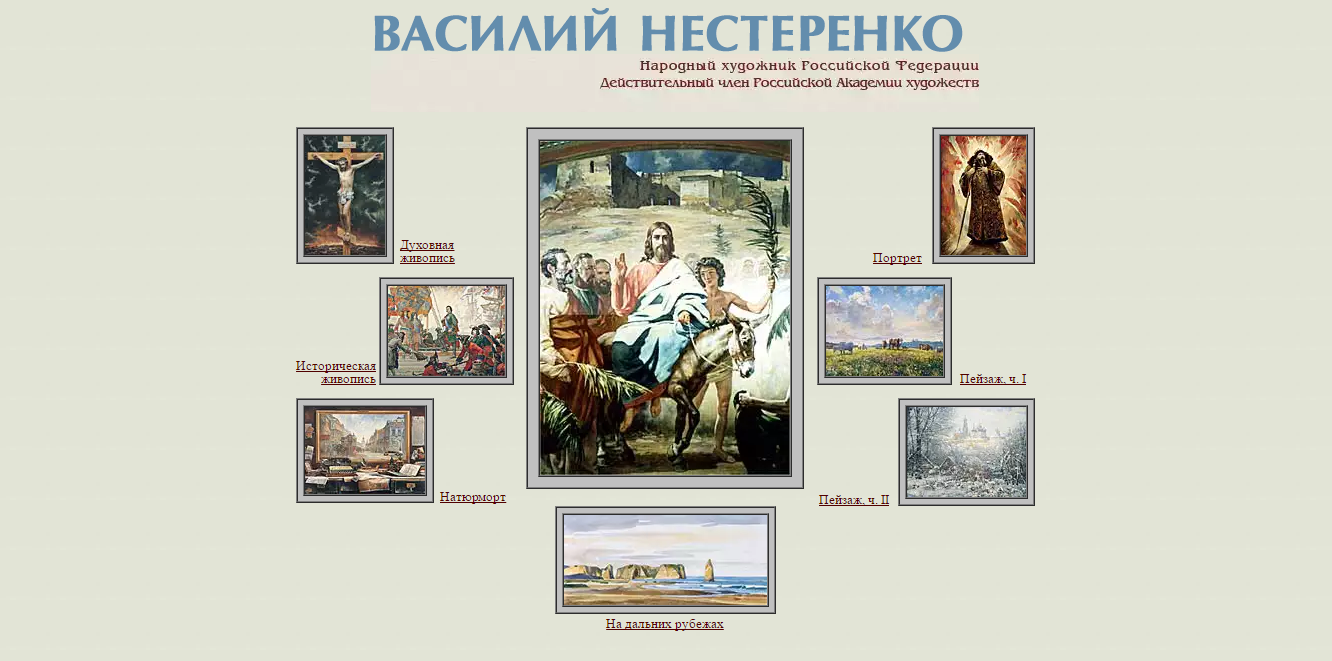 ВАСИЛИЙ НЕСТЕРЕНКО
Народный художник Российской Федерации
Действительный член Российской Академии художеств
Духовная
живопись
Портрет
Историческая
живопись
Пейзаж, ч. I
Натюрморт
Пейзаж, ч. II
На дальних рубежах